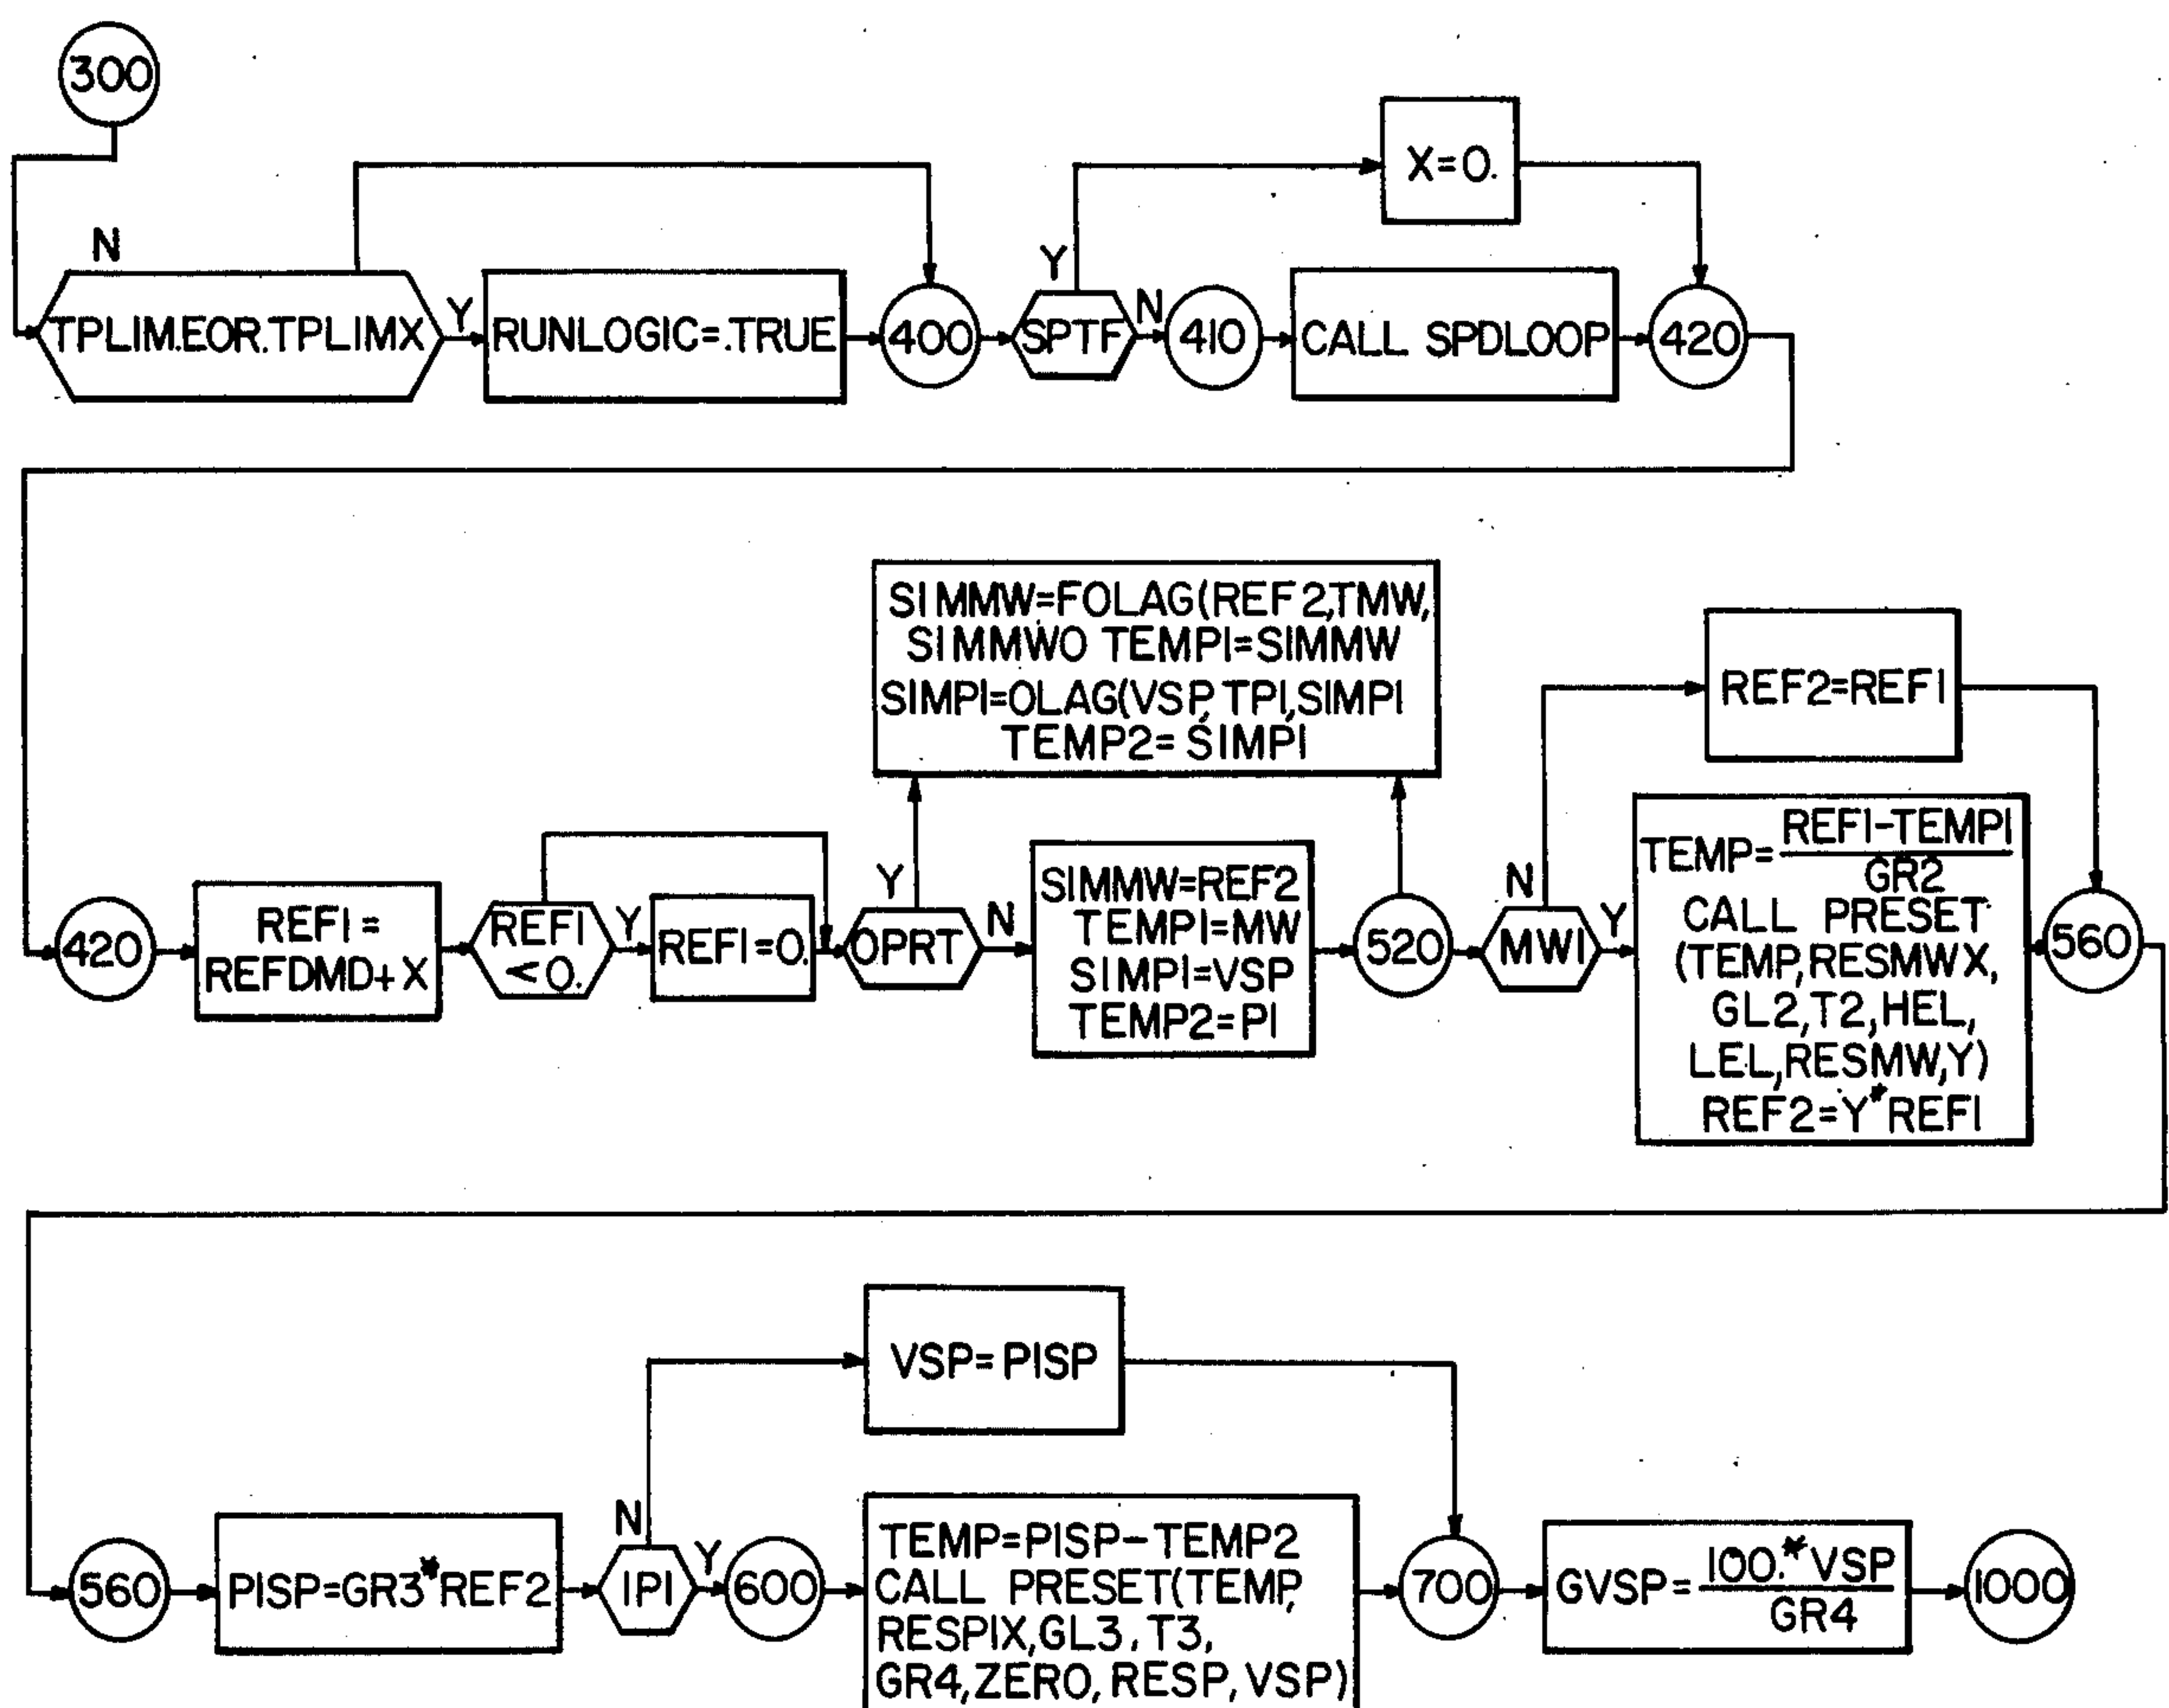 300
X=0.
N
TPLIM.EOR.TPLIMX
Y
RUNLOGIC=.TRUE
400
Y
SPTF
N
410
CALL SPDLOOP
420
SIMMW=FOLAG(REF2,TMW,
SIMMWO TEMP1=SIMMW
SIMPI=OLAG(VSP,TPI,SIMPI
TEMP2=SIMPI
REF2=REF1
420
REF1=
REFDMD+X
REF1
<0.
Y
REF1=0.
Y
OPRT
N
SIMMW=REF2
TEMP1=MW
SIMPI=VSP
TEMP2=PI
520
N
MWI
Y
TEMP=REF1-TEMP1
GR2
CALL PRESET
(TEMP,RESMWX,
GL2,T2,HEL,
LEL,RESMW,Y)
REF2=Y*REF1
560
VSP=PISP
560
PISP=GR3*REF2
N
IPI
Y
600
TEMP=PISP-TEMP2
CALL PRESET(TEMP,
RESPIX,GL3,T3,
GR4,ZERO,RESP,VSP)
700
GVSP=100.*VSP
GR4
1000